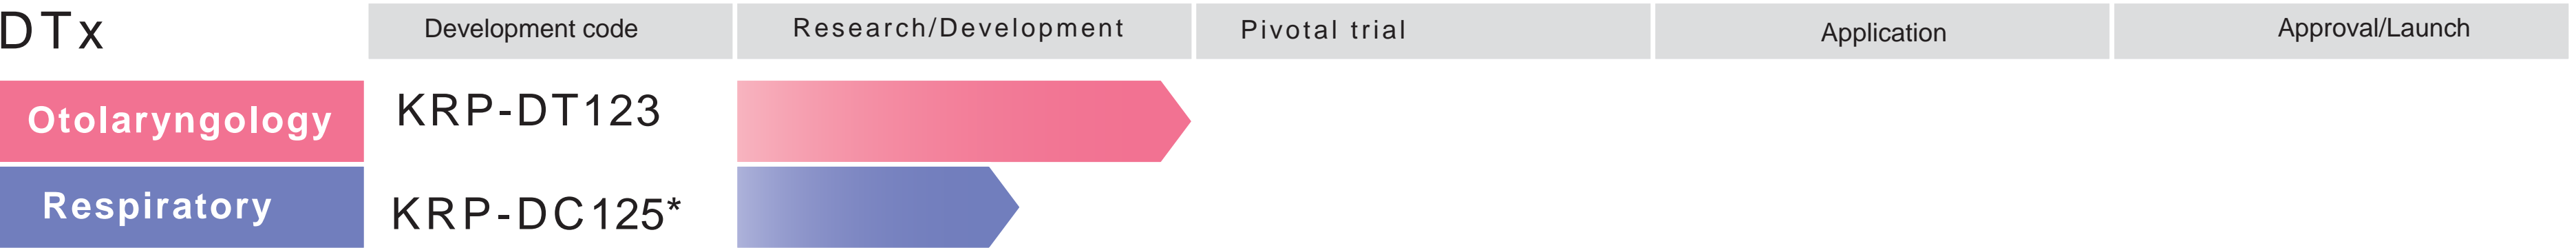 DTx Development code Research/Development Pivotal trial Application Approval/Launch
Otolaryngology KRP-DT123
Respiratory KRP-DC125*